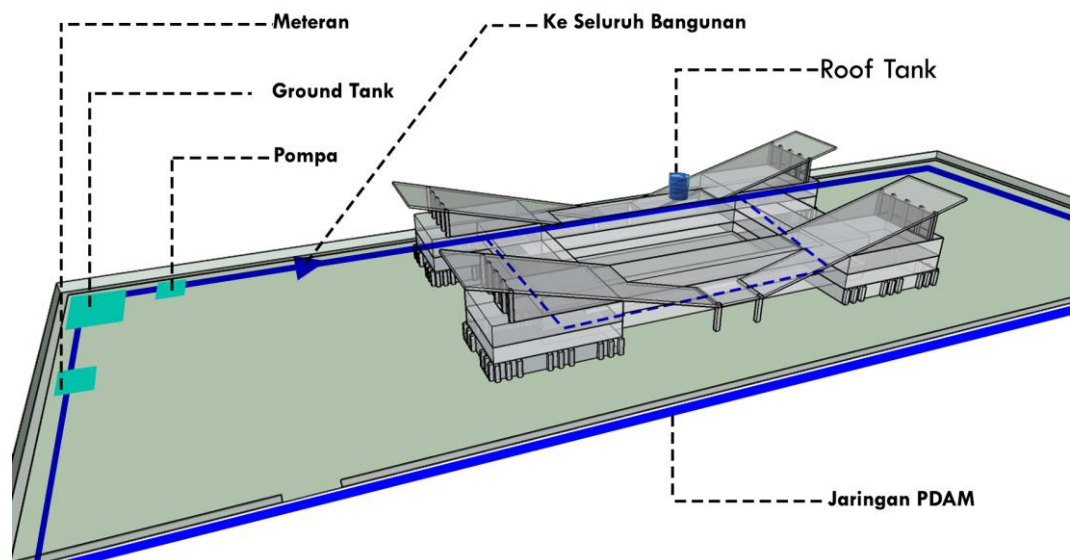 Meteran
Ke Seluruh Bangunan
Roof Tank
Ground Tank
Pompa
Jaringan PDAM